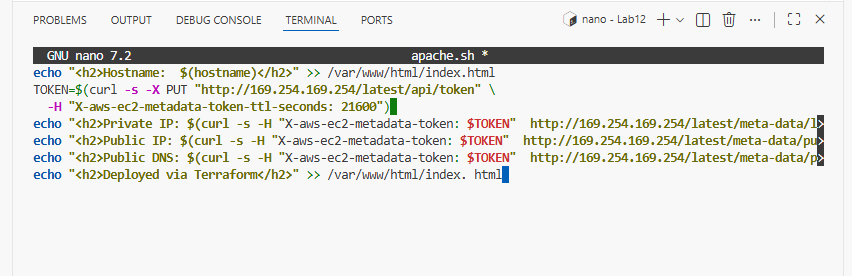 PROBLEMS OUTPUT DEBUG CONSOLE TERMINAL PORTS nano - Lab12
GNU nano 7.2 apache.sh *
echo "<h2>Hostname:  $(hostname)</h2>" >> /var/www/html/index.html
TOKEN=$(curl -s -X PUT "http://169.254.169.254/latest/api/token" \
  -H "X-aws-ec2-metadata-token-ttl-seconds: 21600")
echo "<h2>Private IP: $(curl -s -H "X-aws-ec2-metadata-token: $TOKEN"  http://169.254.169.254/latest/meta-data/l>
echo "<h2>Public IP: $(curl -s -H "X-aws-ec2-metadata-token: $TOKEN"  http://169.254.169.254/latest/meta-data/pu>
echo "<h2>Public DNS: $(curl -s -H "X-aws-ec2-metadata-token: $TOKEN"  http://169.254.169.254/latest/meta-data/p>
echo "<h2>Deployed via Terraform</h2>" >> /var/www/html/index. html